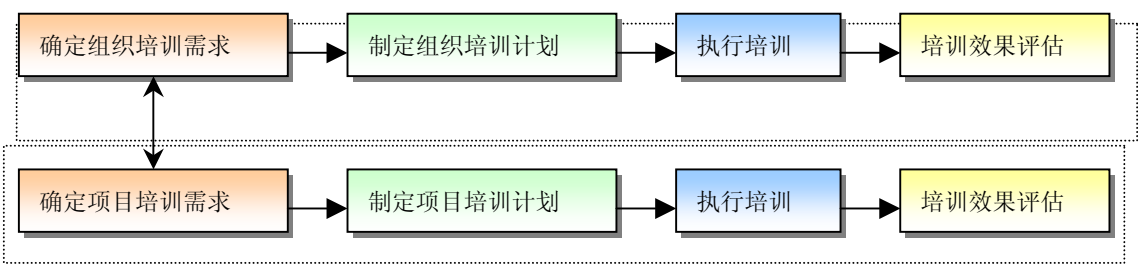 确定组织培训需求
制定组织培训计划
执行培训
培训效果评估
确定项目培训需求
制定项目培训计划
执行培训
培训效果评估